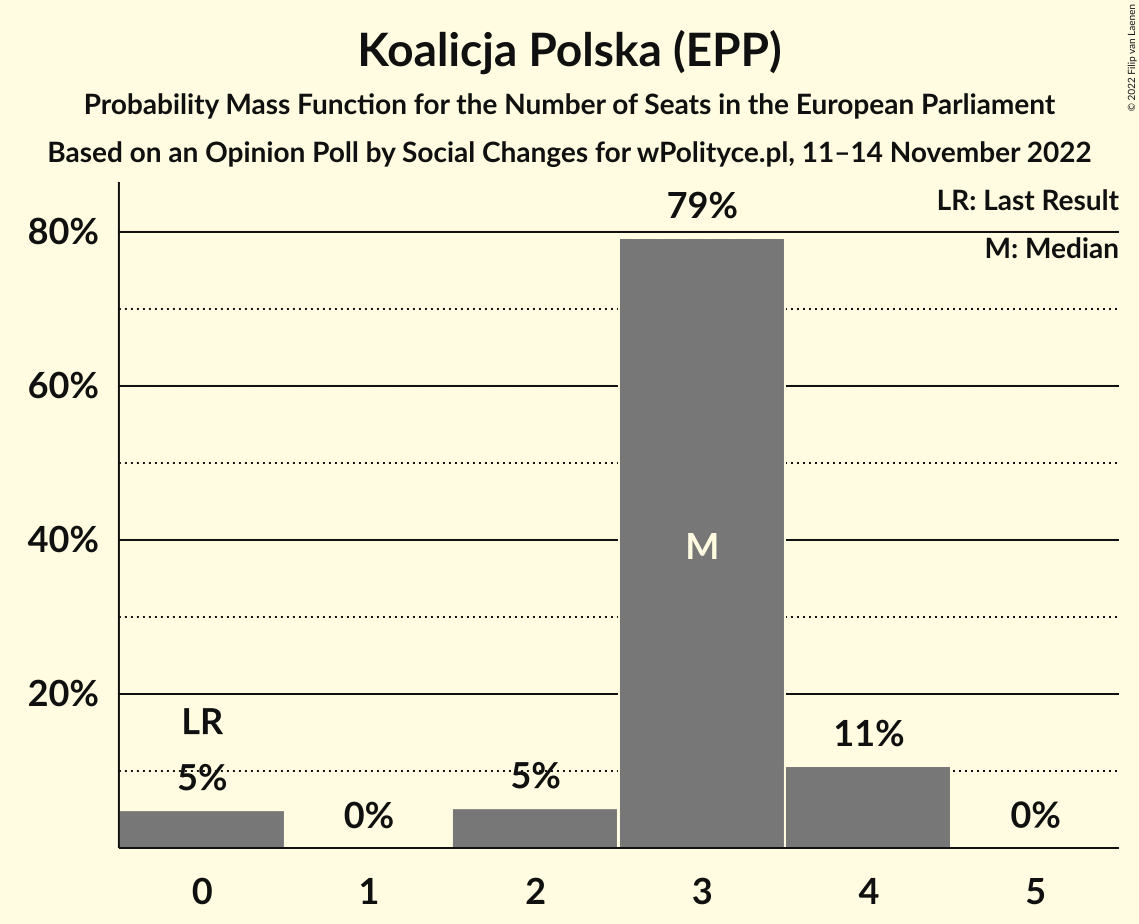 Koalicja Polska (EPP)
Probability Mass Function for the Number of Seats in the European Parliament
Based on an Opinion Poll by Social Changes for wPolityce.pl, 11–14 November 2022
© 2022 Filip van Laenen
LR: Last Result
M: Median
80%
60%
40%
20%
79%
M
LR
5%
0%
5%
11%
0%
0 1 2 3 4 5